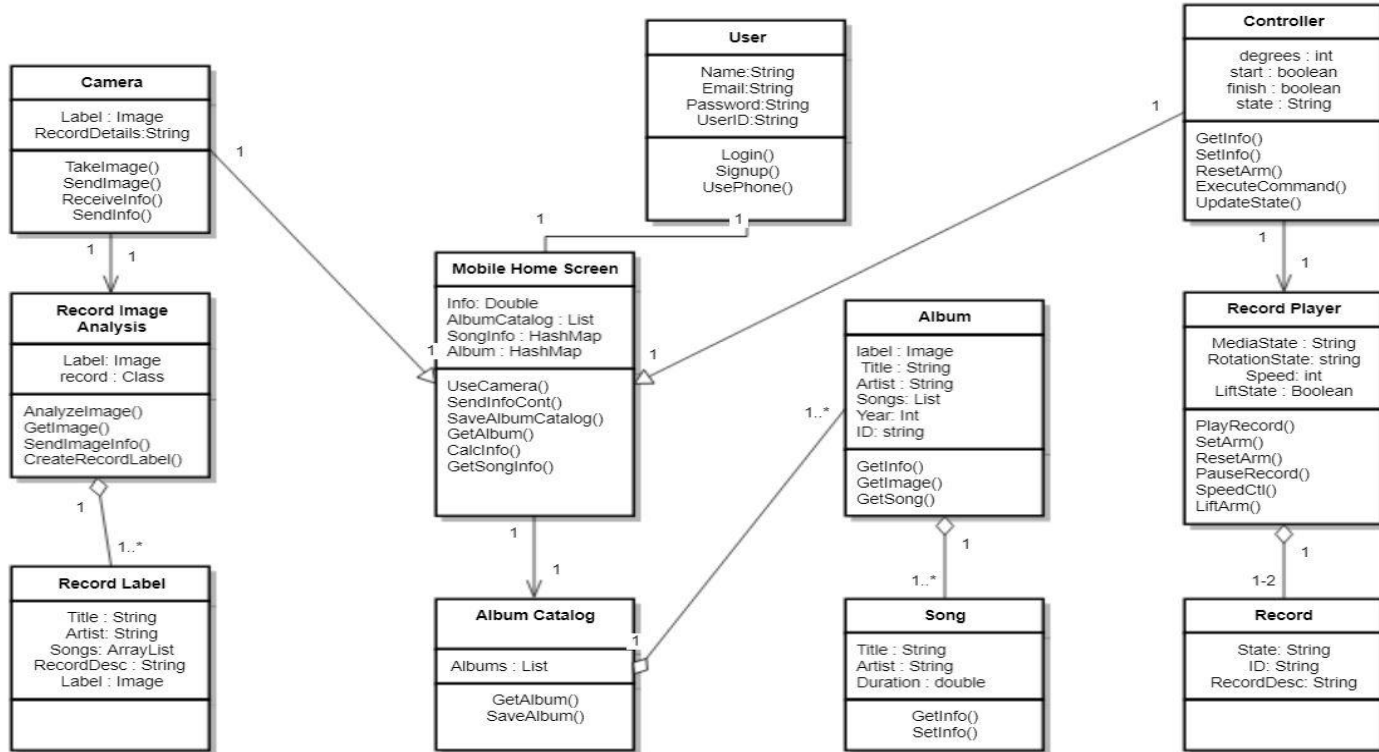 User
Name:String
Email:String
Password:String
UserID:String
Login()
Signup()
UsePhone()
1
Controller
degrees : int
start : boolean
finish : boolean
state : String
GetInfo()
SetInfo()
ResetArm()
ExecuteCommand()
UpdateState()
1
1
1
Camera
Label : Image
RecordDetails:String
TakeImage()
SendImage()
ReceiveInfo()
SendInfo()
1
1
1
Record Image
Analysis
Label: Image
record : Class
AnalyzeImage()
GetImage()
SendImageInfo()
CreateRecordLabel()
1
1..*
Record Label
Title : String
Artist: String
Songs: ArrayList
RecordDesc : String
Label : Image
1
Mobile Home Screen
Info: Double
AlbumCatalog : List
SongInfo : HashMap
Album : HashMap
1
1
UseCamera()
SendInfoCont()
SaveAlbumCatalog()
GetAlbum()
CalcInfo()
GetSongInfo()
1
1
Album Catalog
Albums : List
GetAlbum()
SaveAlbum()
1
1..*
Album
label : Image
Title : String
Artist : String
Songs: List
Year: Int
ID: string
GetInfo()
GetImage()
GetSong()
1
1..*
Song
Title : String
Artist : String
Duration : double
GetInfo()
SetInfo()
Record Player
MediaState : String
RotationState: string
Speed: int
LiftState : Boolean
PlayRecord()
SetArm()
ResetArm()
PauseRecord()
SpeedCtl()
LiftArm()
1
1-2
Record
State: String
ID: String
RecordDesc: String